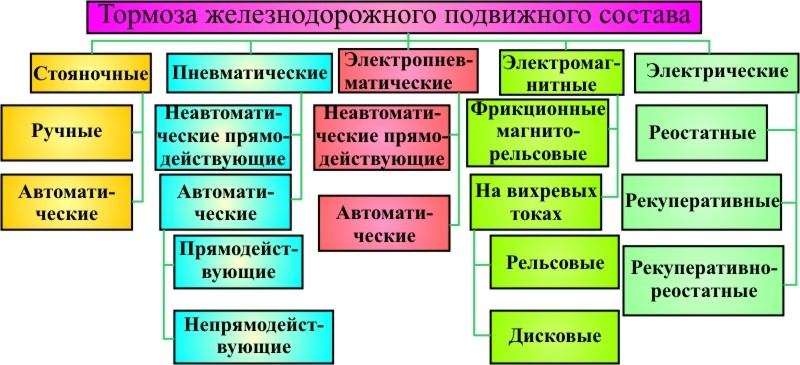 Тормоза железнодорожного подвижного состава
Стояночные
Ручные
Автомати-
ческие
Пневматические
Неавтомати-
ческие прямо-
действующие
Автомати-
ческие
Прямодейст-
вующие
Непрямодейст-
вующие
Электропнев-
матические
Неавтомати-
ческие прямо-
действующие
Автомати-
ческие
Электромаг-
нитные
Фрикционные
магнито-
рельсовые
На вихревых
токах
Рельсовые
Дисковые
Электрические
Реостатные
Рекуперативные
Рекуперативно-
реостатные